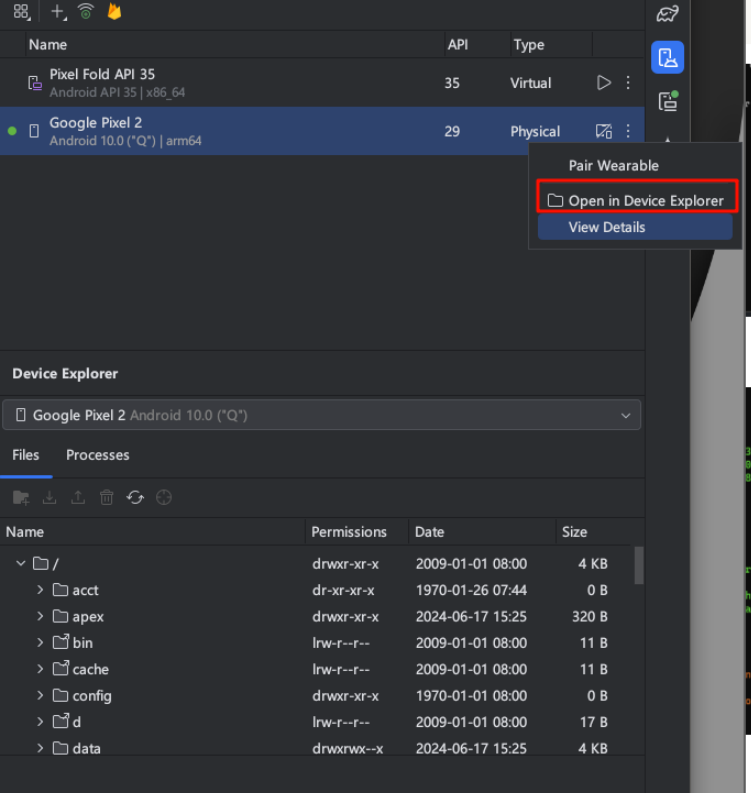 Name API Type
Pixel Fold API 35
Android API 35 | x86_64
35 Virtual
Google Pixel 2
Android 10.0 ("Q") | arm64
29 Physical
Pair Wearable
Open in Device Explorer
View Details
Device Explorer
Google Pixel 2 Android 10.0 ("Q")
Files Processes
Name Permissions Date Size
/ drwxr-xr-x 2009-01-01 08:00 4 KB
acct dr-xr-xr-x 1970-01-26 07:44 0 B
apex drwxr-xr-x 2024-06-17 15:25 320 B
bin lrw-r--r-- 2009-01-01 08:00 11 B
cache lrw-r--r-- 2009-01-01 08:00 11 B
config drwxr-xr-x 1970-01-01 08:00 0 B
d lrw-r--r-- 2009-01-01 08:00 17 B
data drwxrwx--x 2024-06-17 15:25 4 KB